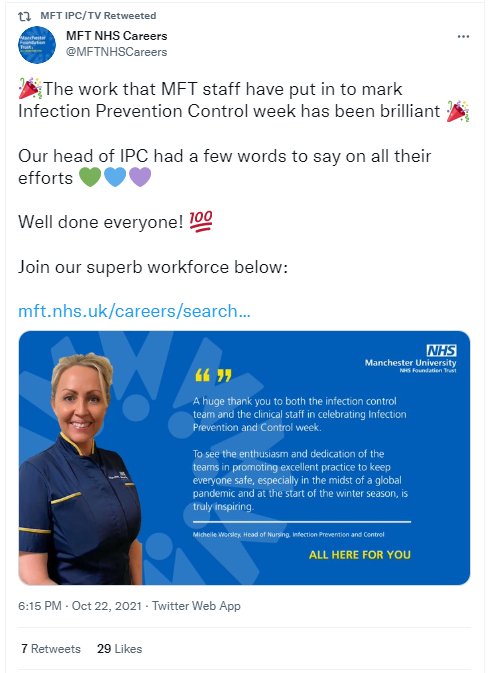 MFT IPC/TV Retweeted
MFT NHS Careers
@MFTNHSCareers
🎉The work that MFT staff have put in to mark
Infection Prevention Control week has been brilliant 🎉
Our head of IPC had a few words to say on all their
efforts 💚💙💜
Well done everyone! 💯
Join our superb workforce below:
mft.nhs.uk/careers/search...
NHS
Manchester University
NHS Foundation Trust
“ ”
A huge thank you to both the infection control
team and the clinical staff in celebrating Infection
Prevention and Control week.
To see the enthusiasm and dedication of the
teams in promoting excellent practice to keep
everyone safe, especially in the midst of a global
pandemic and at the start of the winter season, is
truly inspiring.
Michelle Worsley, Head of Nursing, Infection Prevention and Control
ALL HERE FOR YOU
6:15 PM · Oct 22, 2021 · Twitter Web App
7 Retweets 29 Likes